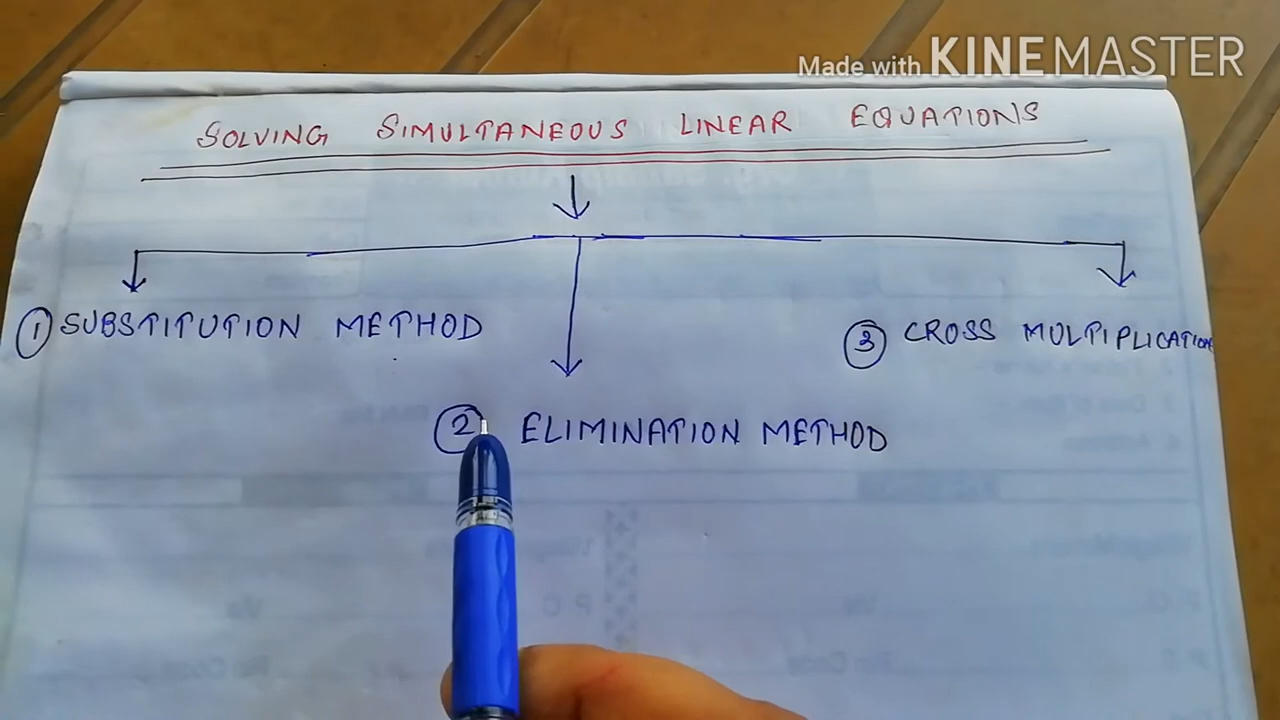 Made with KINEMASTER
SOLVING SIMULTANEOUS LINEAR EQUATIONS
1 SUBSTITUTION METHOD
3 CROSS MULTIPLICATION
2 ELIMINATION METHOD